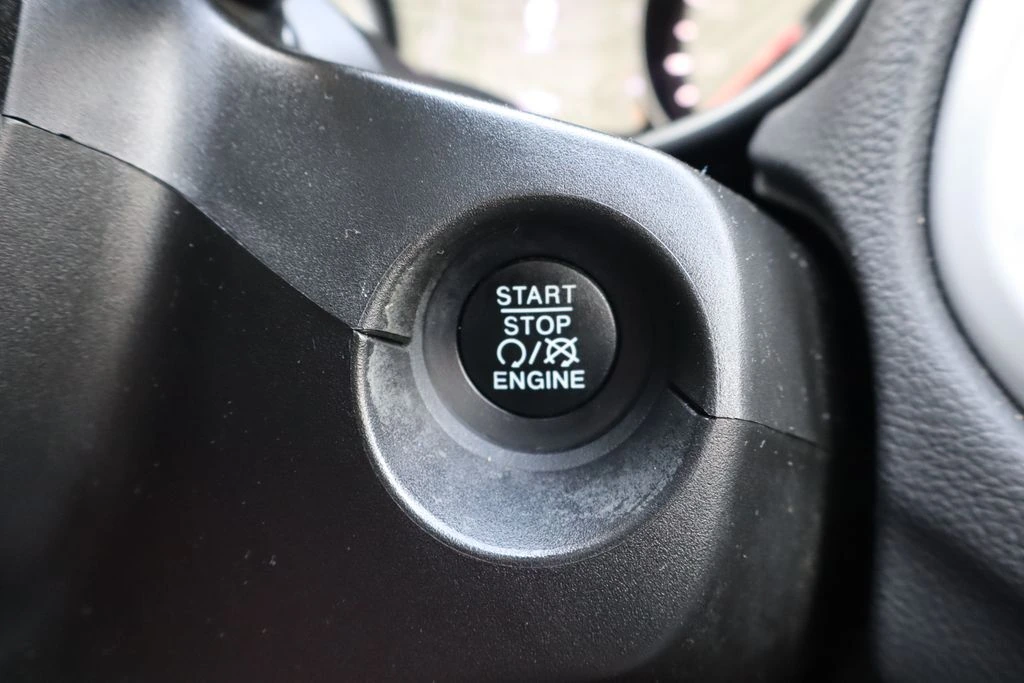 START
STOP
/
ENGINE